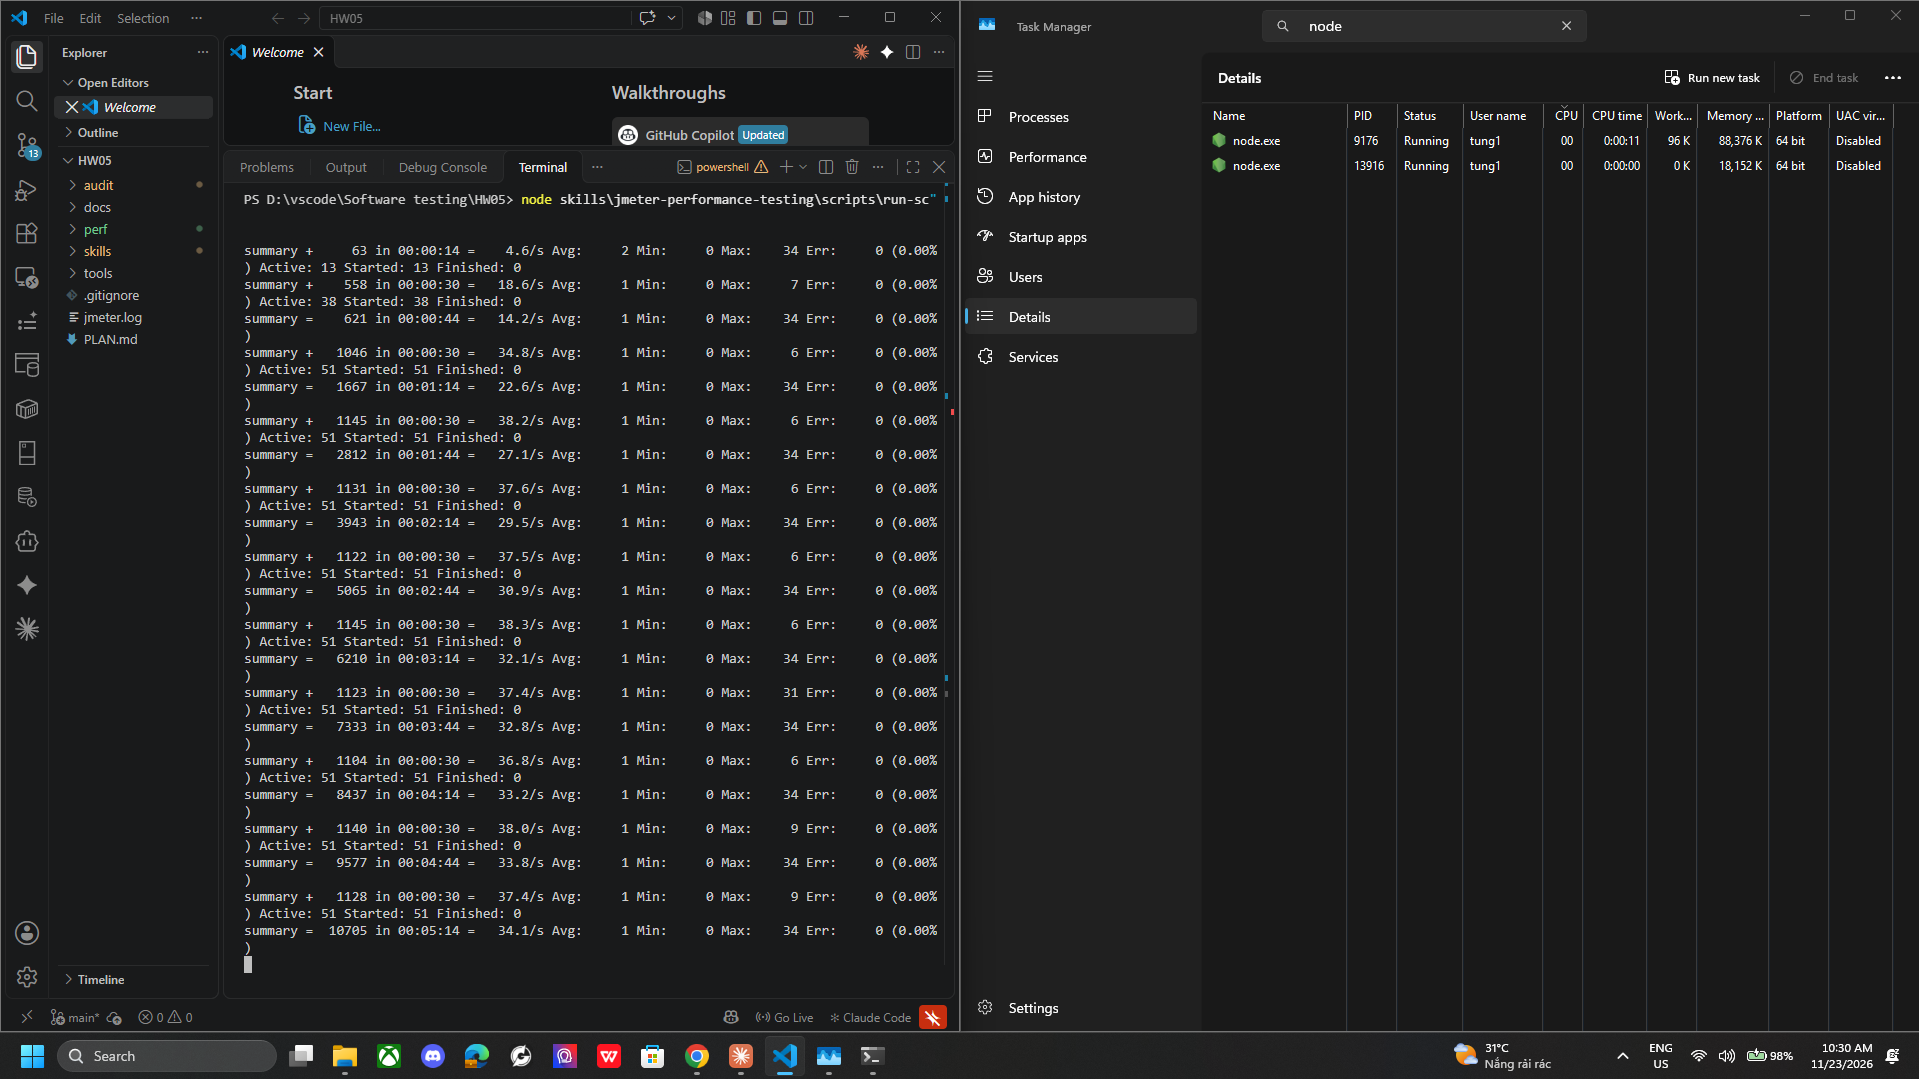 File Edit Selection ··· HW05
Explorer ···
Open Editors
Welcome
Outline
HW05
audit
docs
perf
skills
tools
.gitignore
jmeter.log
PLAN.md
Timeline
13
Welcome
Start
New File...
Walkthroughs
GitHub Copilot Updated
Problems Output Debug Console Terminal ··· powershell
PS D:\vscode\Software testing\HW05> node skills\jmeter-performance-testing\scripts\run-sc"
summary + 63 in 00:00:14 = 4.6/s Avg: 2 Min: 0 Max: 34 Err: 0 (0.00%
) Active: 13 Started: 13 Finished: 0
summary + 558 in 00:00:30 = 18.6/s Avg: 1 Min: 0 Max: 7 Err: 0 (0.00%
) Active: 38 Started: 38 Finished: 0
summary = 621 in 00:00:44 = 14.2/s Avg: 1 Min: 0 Max: 34 Err: 0 (0.00%
)
summary + 1046 in 00:00:30 = 34.8/s Avg: 1 Min: 0 Max: 6 Err: 0 (0.00%
) Active: 51 Started: 51 Finished: 0
summary = 1667 in 00:01:14 = 22.6/s Avg: 1 Min: 0 Max: 34 Err: 0 (0.00%
)
summary + 1145 in 00:00:30 = 38.2/s Avg: 1 Min: 0 Max: 6 Err: 0 (0.00%
) Active: 51 Started: 51 Finished: 0
summary = 2812 in 00:01:44 = 27.1/s Avg: 1 Min: 0 Max: 34 Err: 0 (0.00%
)
summary + 1131 in 00:00:30 = 37.6/s Avg: 1 Min: 0 Max: 6 Err: 0 (0.00%
) Active: 51 Started: 51 Finished: 0
summary = 3943 in 00:02:14 = 29.5/s Avg: 1 Min: 0 Max: 34 Err: 0 (0.00%
)
summary + 1122 in 00:00:30 = 37.5/s Avg: 1 Min: 0 Max: 6 Err: 0 (0.00%
) Active: 51 Started: 51 Finished: 0
summary = 5065 in 00:02:44 = 30.9/s Avg: 1 Min: 0 Max: 34 Err: 0 (0.00%
)
summary + 1145 in 00:00:30 = 38.3/s Avg: 1 Min: 0 Max: 6 Err: 0 (0.00%
) Active: 51 Started: 51 Finished: 0
summary = 6210 in 00:03:14 = 32.1/s Avg: 1 Min: 0 Max: 34 Err: 0 (0.00%
)
summary + 1123 in 00:00:30 = 37.4/s Avg: 1 Min: 0 Max: 31 Err: 0 (0.00%
) Active: 51 Started: 51 Finished: 0
summary = 7333 in 00:03:44 = 32.8/s Avg: 1 Min: 0 Max: 34 Err: 0 (0.00%
)
summary + 1104 in 00:00:30 = 36.8/s Avg: 1 Min: 0 Max: 6 Err: 0 (0.00%
) Active: 51 Started: 51 Finished: 0
summary = 8437 in 00:04:14 = 33.2/s Avg: 1 Min: 0 Max: 34 Err: 0 (0.00%
)
summary + 1140 in 00:00:30 = 38.0/s Avg: 1 Min: 0 Max: 9 Err: 0 (0.00%
) Active: 51 Started: 51 Finished: 0
summary = 9577 in 00:04:44 = 33.8/s Avg: 1 Min: 0 Max: 34 Err: 0 (0.00%
)
summary + 1128 in 00:00:30 = 37.4/s Avg: 1 Min: 0 Max: 9 Err: 0 (0.00%
) Active: 51 Started: 51 Finished: 0
summary = 10705 in 00:05:14 = 34.1/s Avg: 1 Min: 0 Max: 34 Err: 0 (0.00%
)
main* 0 0 Go Live Claude Code
Task Manager node
Processes
Performance
App history
Startup apps
Users
Details
Services
Settings
Details Run new task End task ···
Name PID Status User name CPU CPU time Work... Memory ... Platform UAC vir...
node.exe 9176 Running tung1 00 0:00:11 96 K 88,376 K 64 bit Disabled
node.exe 13916 Running tung1 00 0:00:00 0 K 18,152 K 64 bit Disabled
Search
31°C
Nắng rải rác
ENG
US
98%
10:30 AM
11/23/2026